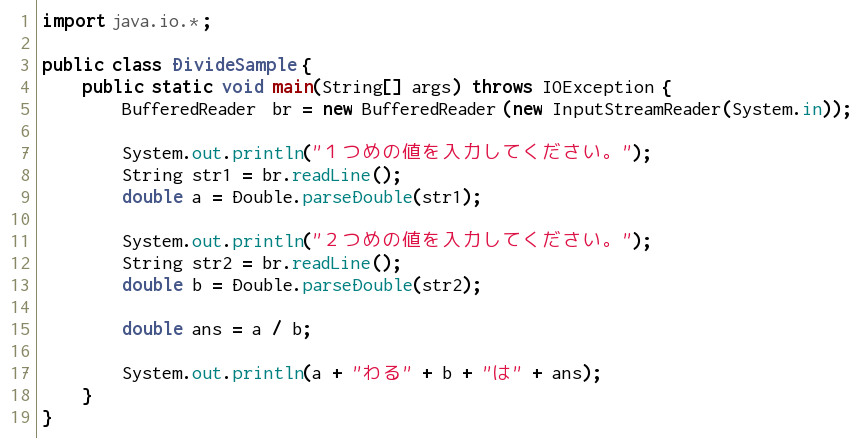 1 import java.io.*;
2
3 public class DivideSample {
4     public static void main(String[] args) throws IOException {
5         BufferedReader br = new BufferedReader (new InputStreamReader(System.in));
6
7         System.out.println("１つめの値を入力してください。");
8         String str1 = br.readLine();
9         double a = Double.parseDouble(str1);
10
11         System.out.println("２つめの値を入力してください。");
12         String str2 = br.readLine();
13         double b = Double.parseDouble(str2);
14
15         double ans = a / b;
16
17         System.out.println(a + "わる" + b + "は" + ans);
18     }
19 }